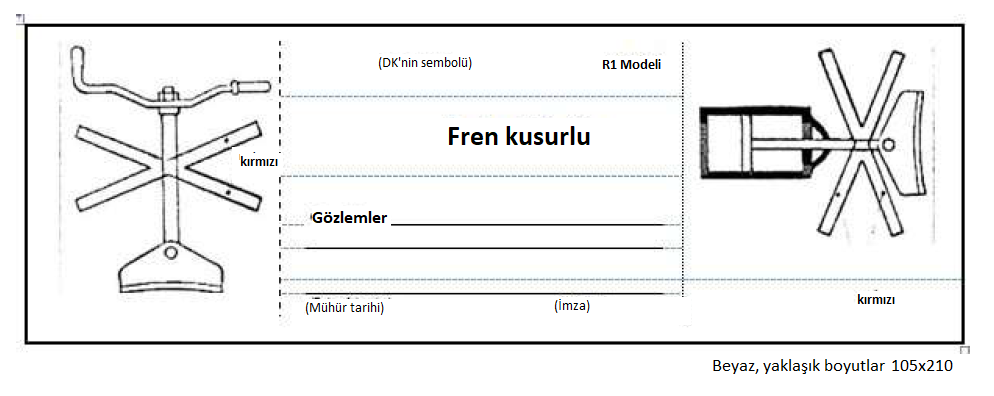 (DK'nin sembolü)
R1 Modeli
Fren kusurlu
kırmızı
Gözlemler
kırmızı
(Mühür tarihi)
(İmza)
Beyaz, yaklaşık boyutlar 105x210